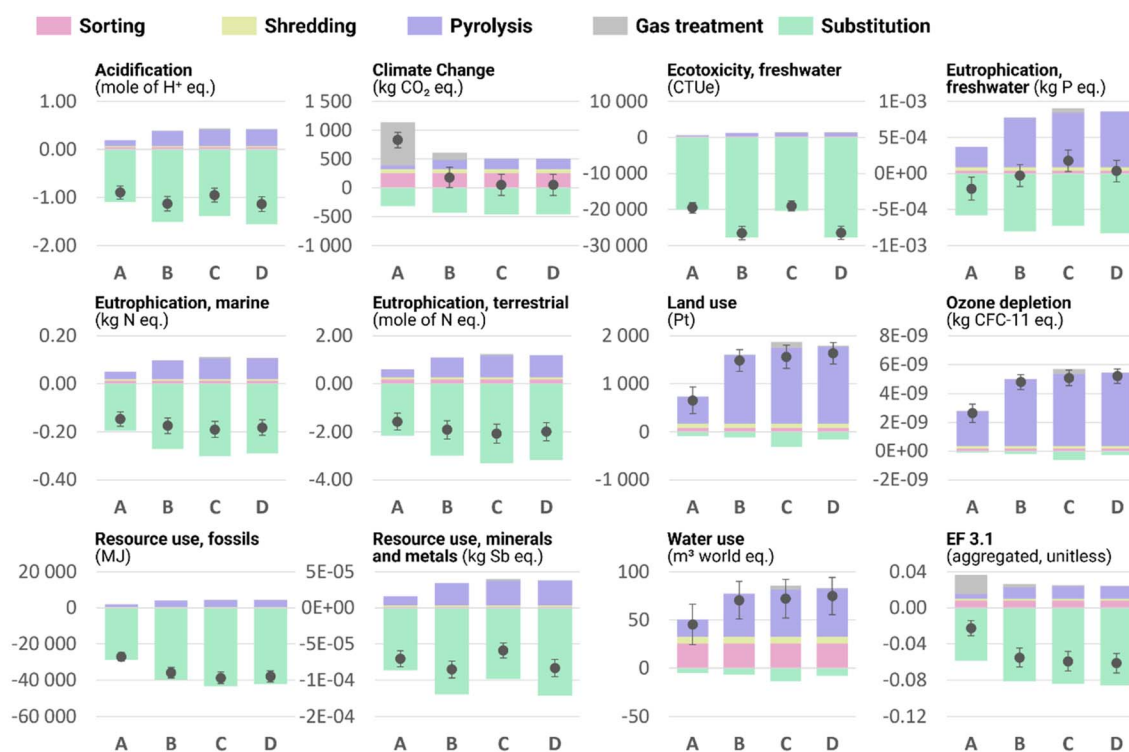 Sorting Shredding Pyrolysis Gas treatment Substitution
Acidification
(mole of H⁺ eq.)
1.00
0.00
-1.00
-2.00
A B C D
Climate Change
(kg CO₂ eq.)
1 500
1 000
500
0
-500
-1 000
A B C D
Ecotoxicity, freshwater
(CTUe)
10 000
0
-10 000
-20 000
-30 000
A B C D
Eutrophication,
freshwater (kg P eq.)
1E-03
5E-04
0E+00
-5E-04
-1E-03
A B C D
Eutrophication, marine
(kg N eq.)
0.20
0.00
-0.20
-0.40
A B C D
Eutrophication, terrestrial
(mole of N eq.)
2.00
0.00
-2.00
-4.00
A B C D
Land use
(Pt)
2 000
1 000
0
-1 000
A B C D
Ozone depletion
(kg CFC-11 eq.)
8E-09
6E-09
4E-09
2E-09
0E+00
-2E-09
A B C D
Resource use, fossils
(MJ)
20 000
0
-20 000
-40 000
-60 000
A B C D
Resource use, minerals
and metals (kg Sb eq.)
5E-05
0E+00
-5E-05
-1E-04
-2E-04
A B C D
Water use
(m³ world eq.)
100
50
0
-50
A B C D
EF 3.1
(aggregated, unitless)
0.04
0.00
-0.04
-0.08
-0.12
A B C D